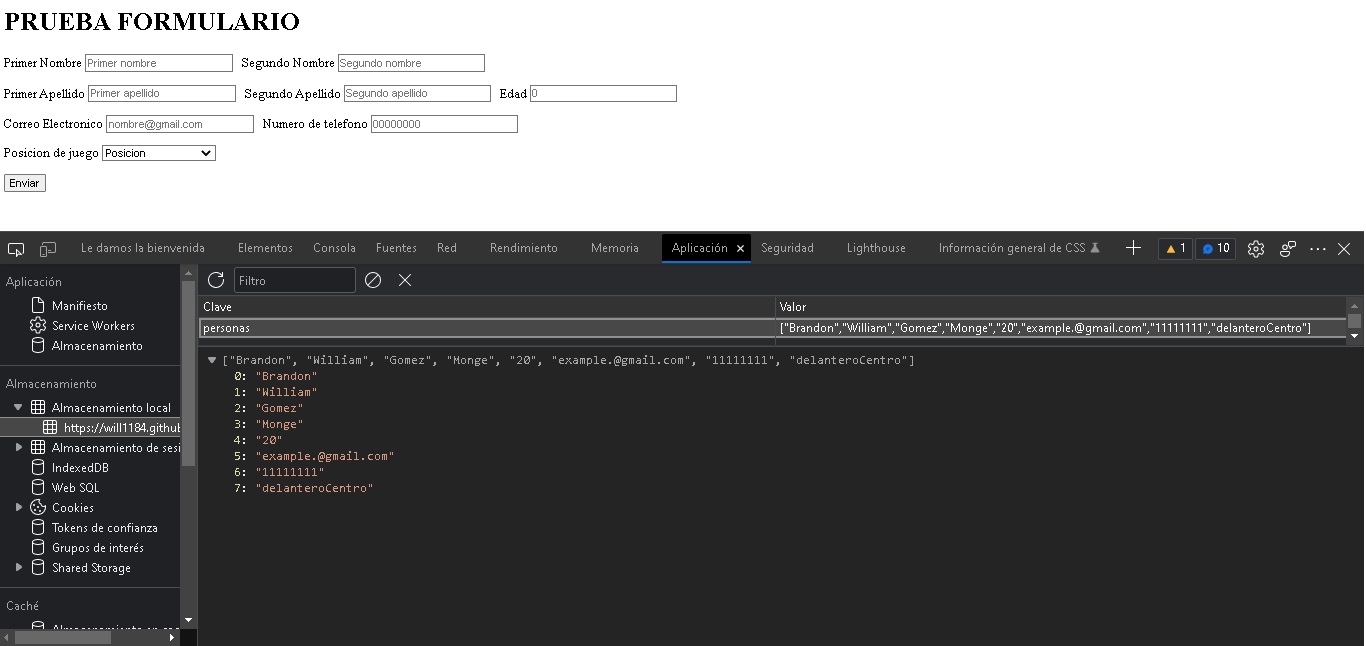 PRUEBA FORMULARIO
Primer Nombre Primer nombre Segundo Nombre Segundo nombre
Primer Apellido Primer apellido Segundo Apellido Segundo apellido Edad 0
Correo Electronico nombre@gmail.com Numero de telefono 00000000
Posicion de juego Posicion
Enviar
Le damos la bienvenida Elementos Consola Fuentes Red Rendimiento Memoria Aplicación Seguridad Lighthouse Información general de CSS 1 10
Aplicación
Manifiesto
Service Workers
Almacenamiento
Almacenamiento
Almacenamiento local
https://will1184.github
Almacenamiento de sesi
IndexedDB
Web SQL
Cookies
Tokens de confianza
Grupos de interés
Shared Storage
Caché
Filtro
Clave Valor
personas ["Brandon","William","Gomez","Monge","20","example.@gmail.com","11111111","delanteroCentro"]
["Brandon", "William", "Gomez", "Monge", "20", "example.@gmail.com", "11111111", "delanteroCentro"]
0: "Brandon"
1: "William"
2: "Gomez"
3: "Monge"
4: "20"
5: "example.@gmail.com"
6: "11111111"
7: "delanteroCentro"